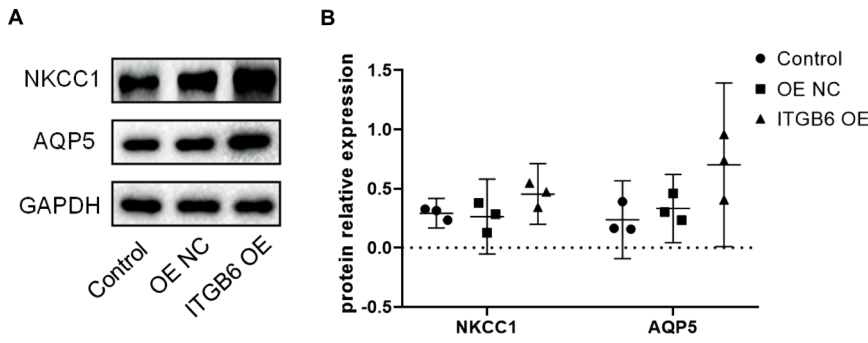 A
NKCC1
AQP5
GAPDH
Control
OE NC
ITGB6 OE
B
protein relative expression
1.5
1.0
0.5
0.0
-0.5
NKCC1
AQP5
Control
OE NC
ITGB6 OE